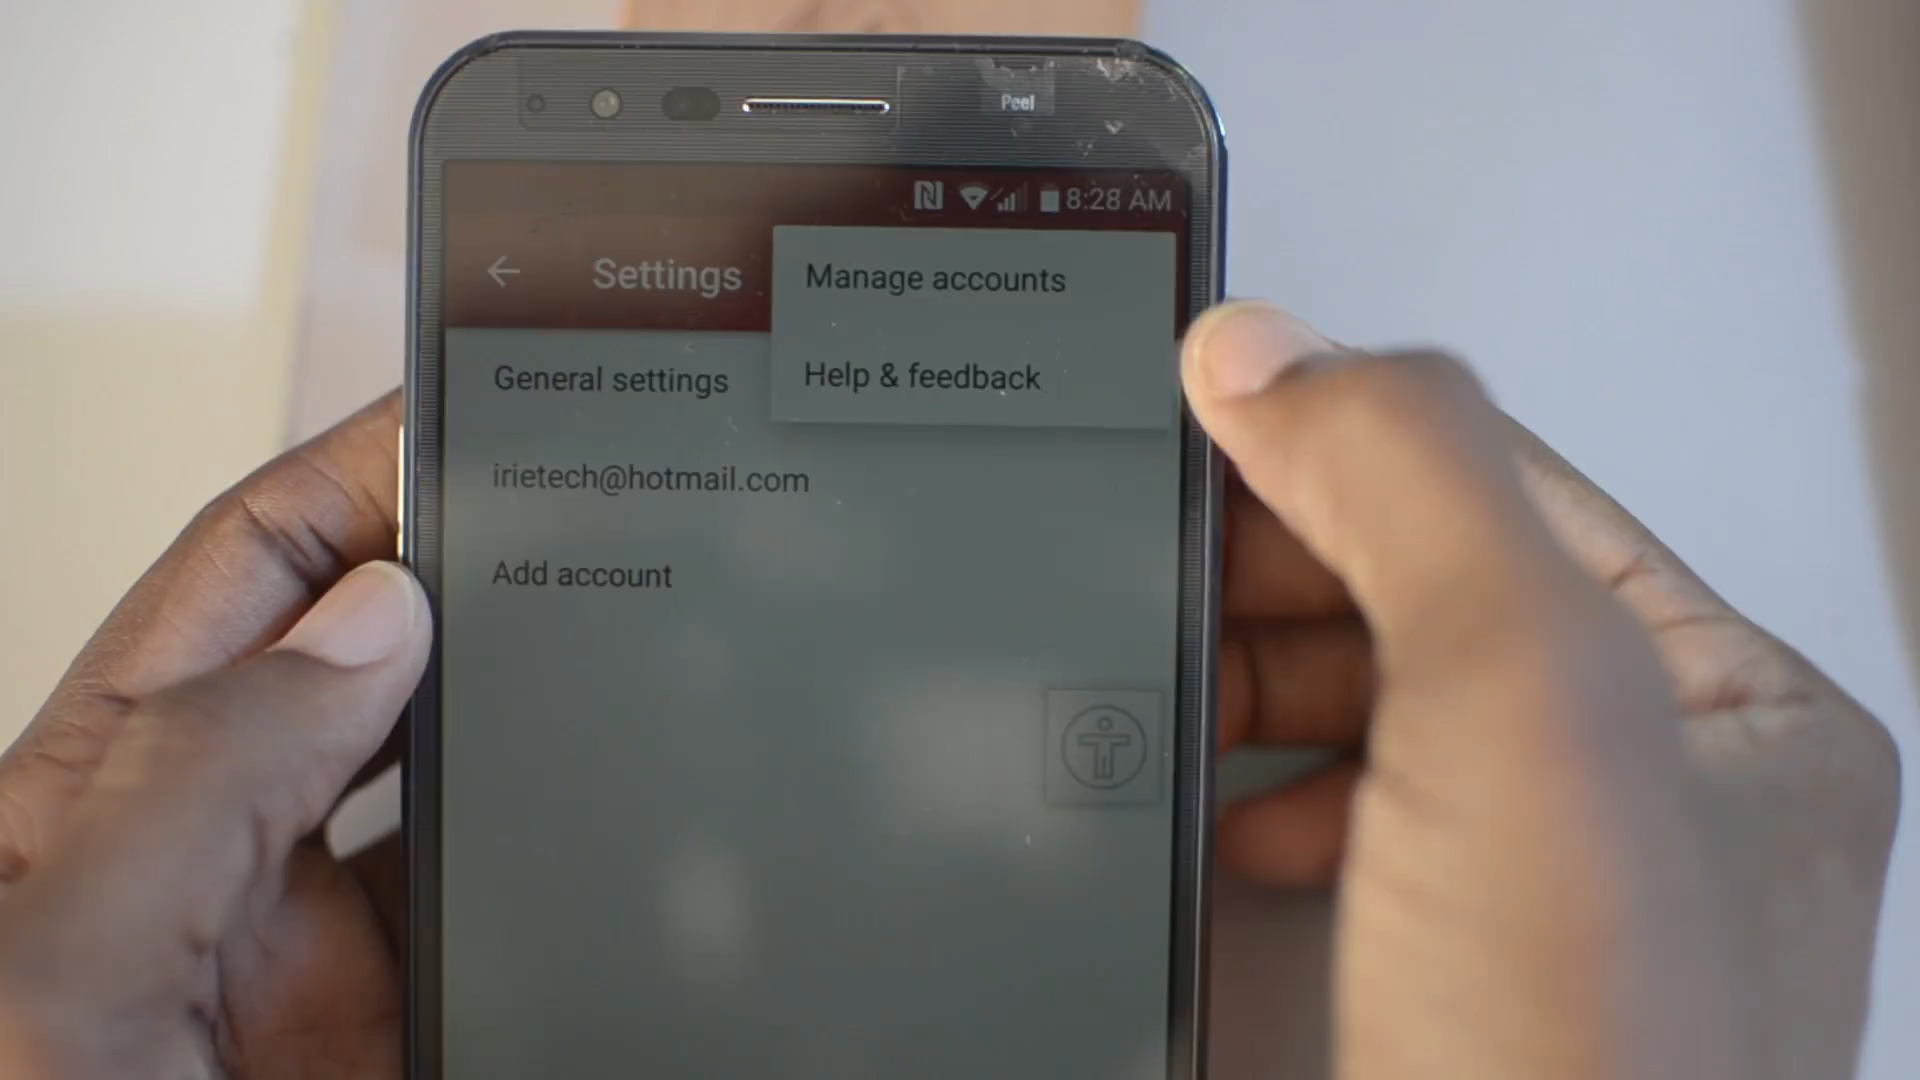 Peel
8:28 AM
Settings
Manage accounts
Help & feedback
General settings
irietech@hotmail.com
Add account